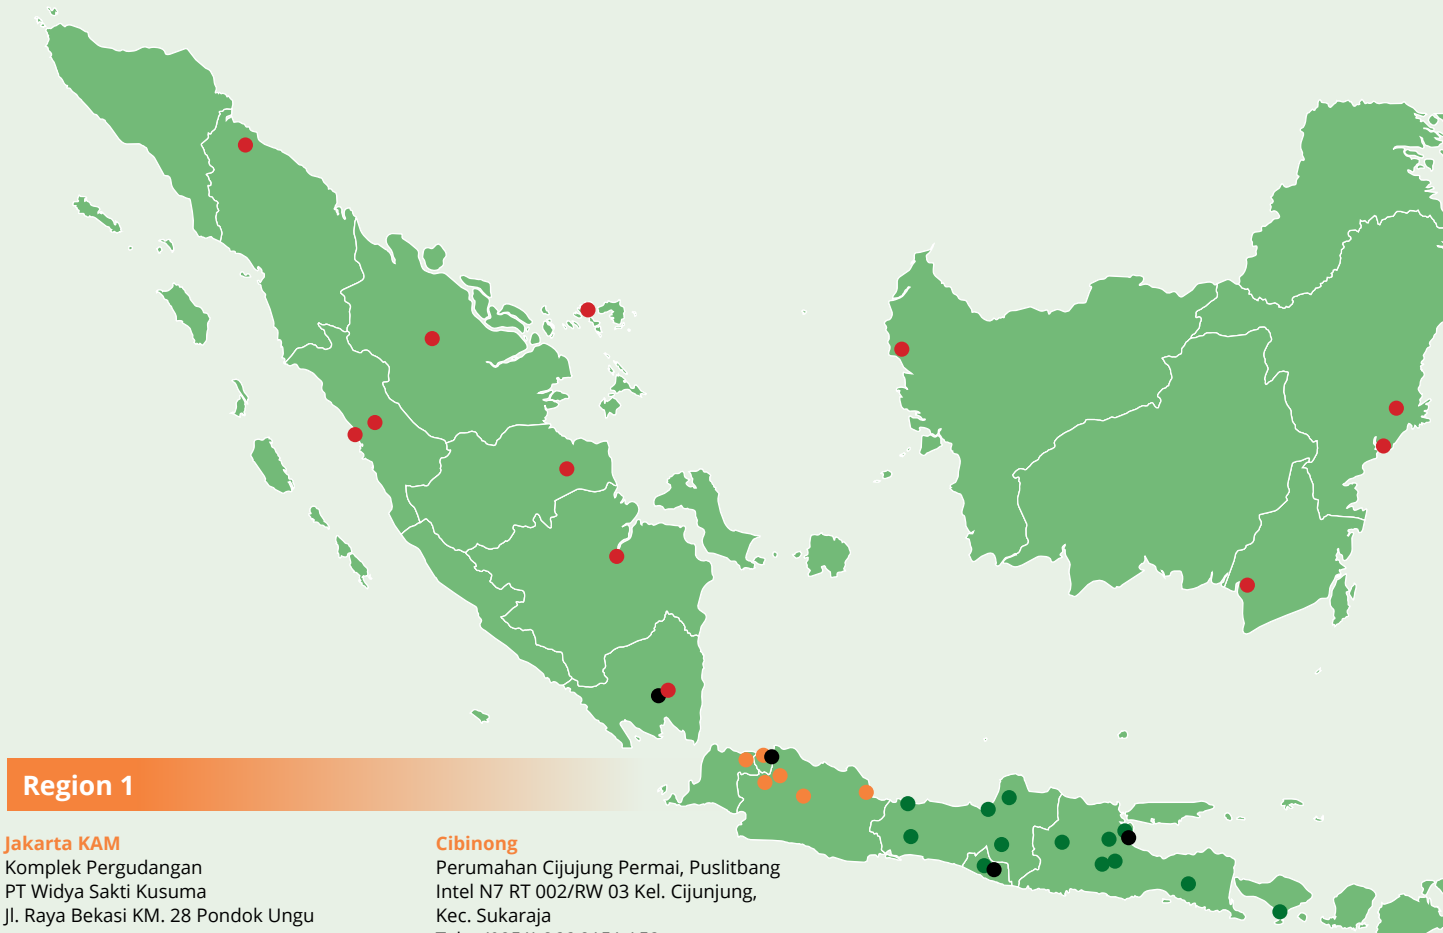 Region 1
Jakarta KAM
Komplek Pergudangan
PT Widya Sakti Kusuma
Jl. Raya Bekasi KM. 28 Pondok Ungu
Cibinong
Perumahan Cijujung Permai, Puslitbang
Intel N7 RT 002/RW 03 Kel. Cijunjung,
Kec. Sukaraja